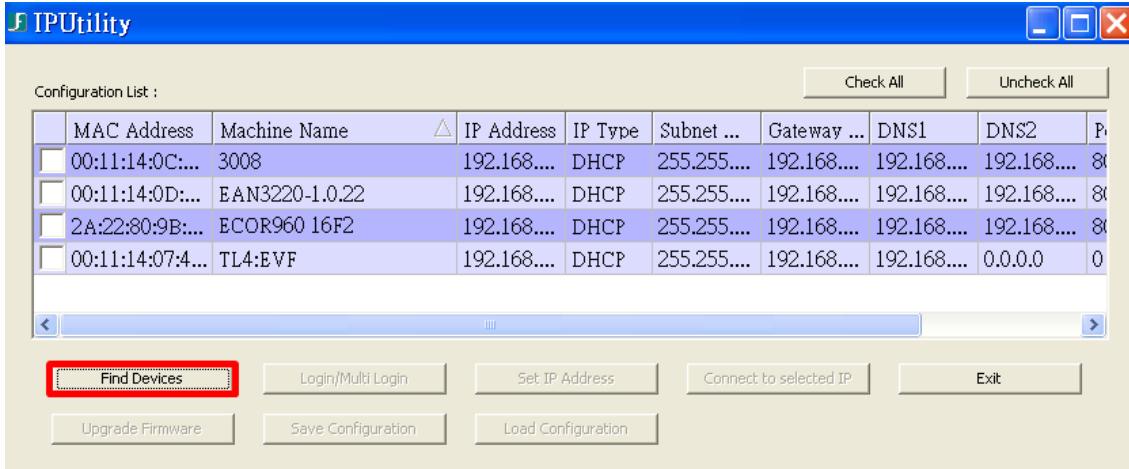 IPUtility
Check All Uncheck All
Configuration List :
MAC Address Machine Name IP Address IP Type Subnet ... Gateway ... DNS1 DNS2
00:11:14:0C:... 3008 192.168.... DHCP 255.255.... 192.168.... 192.168.... 192.168.... 80
00:11:14:0D:... EAN3220-1.0.22 192.168.... DHCP 255.255.... 192.168.... 192.168.... 192.168.... 80
2A:22:80:9B:... ECOR960 16F2 192.168.... DHCP 255.255.... 192.168.... 192.168.... 192.168.... 80
00:11:14:07:4... TL4:EVF 192.168.... DHCP 255.255.... 192.168.... 192.168.... 0.0.0.0 0
Find Devices Login/Multi Login Set IP Address Connect to selected IP Exit
Upgrade Firmware Save Configuration Load Configuration